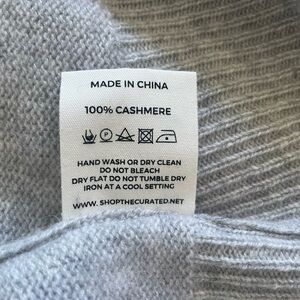 MADE IN CHINA
100% CASHMERE
P
HAND WASH OR DRY CLEAN
DO NOT BLEACH
DRY FLAT DO NOT TUMBLE DRY
IRON AT A COOL SETTING
WWW.SHOPTHECURATED.NET